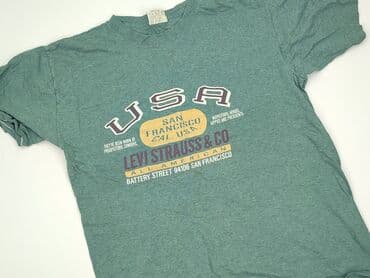 USA
SAN
FRANCISCO
CAL USA
LEVI STRAUSS & CO
ALL AMERICAN
BATTERY STREET 94106 SAN FRANCISCO